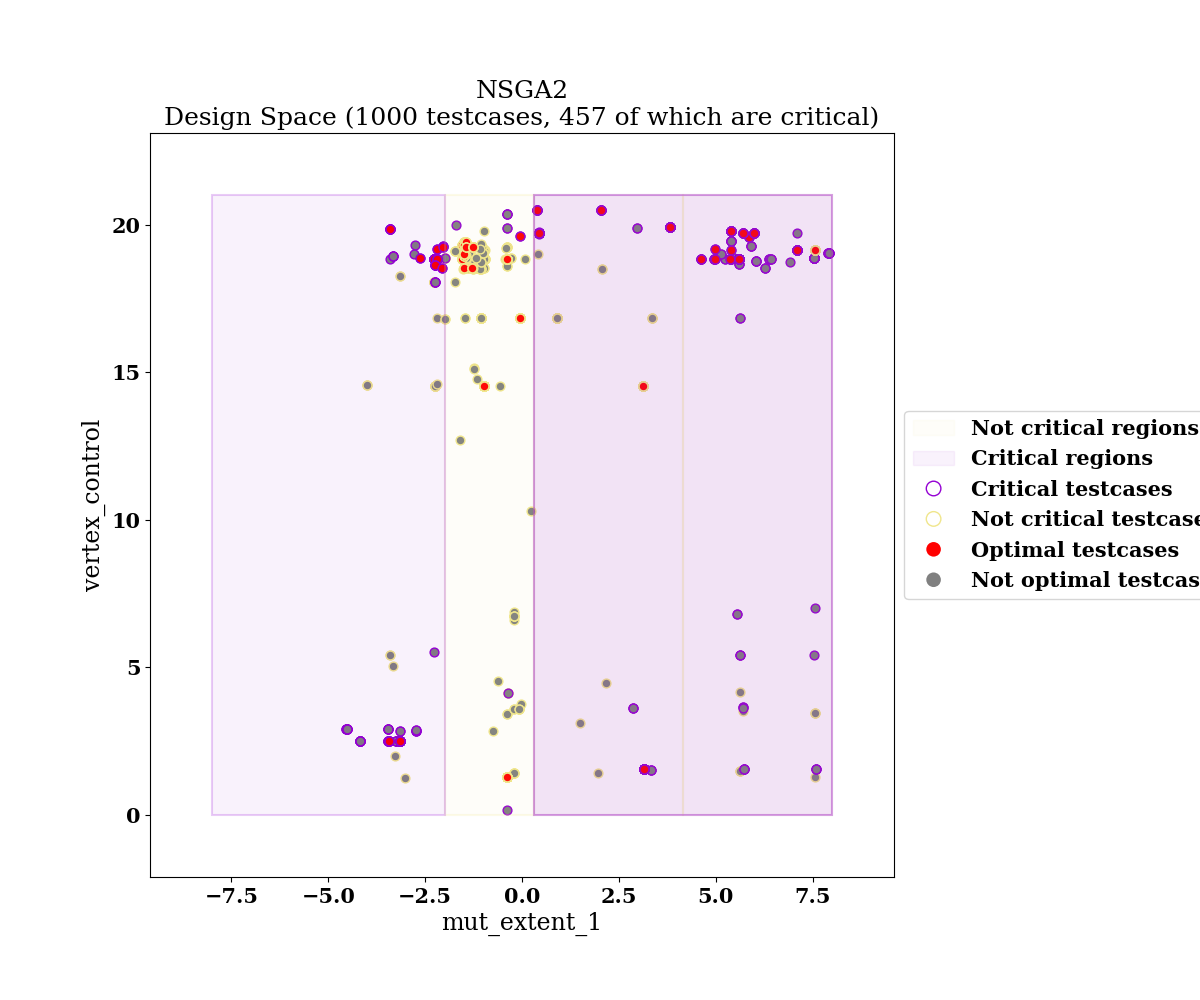 NSGA2
Design Space (1000 testcases, 457 of which are critical)
vertex_control
20
15
10
5
0
−7.5 −5.0 −2.5 0.0 2.5 5.0 7.5
mut_extent_1
Not critical regions
Critical regions
Critical testcases
Not critical testcase
Optimal testcases
Not optimal testcas